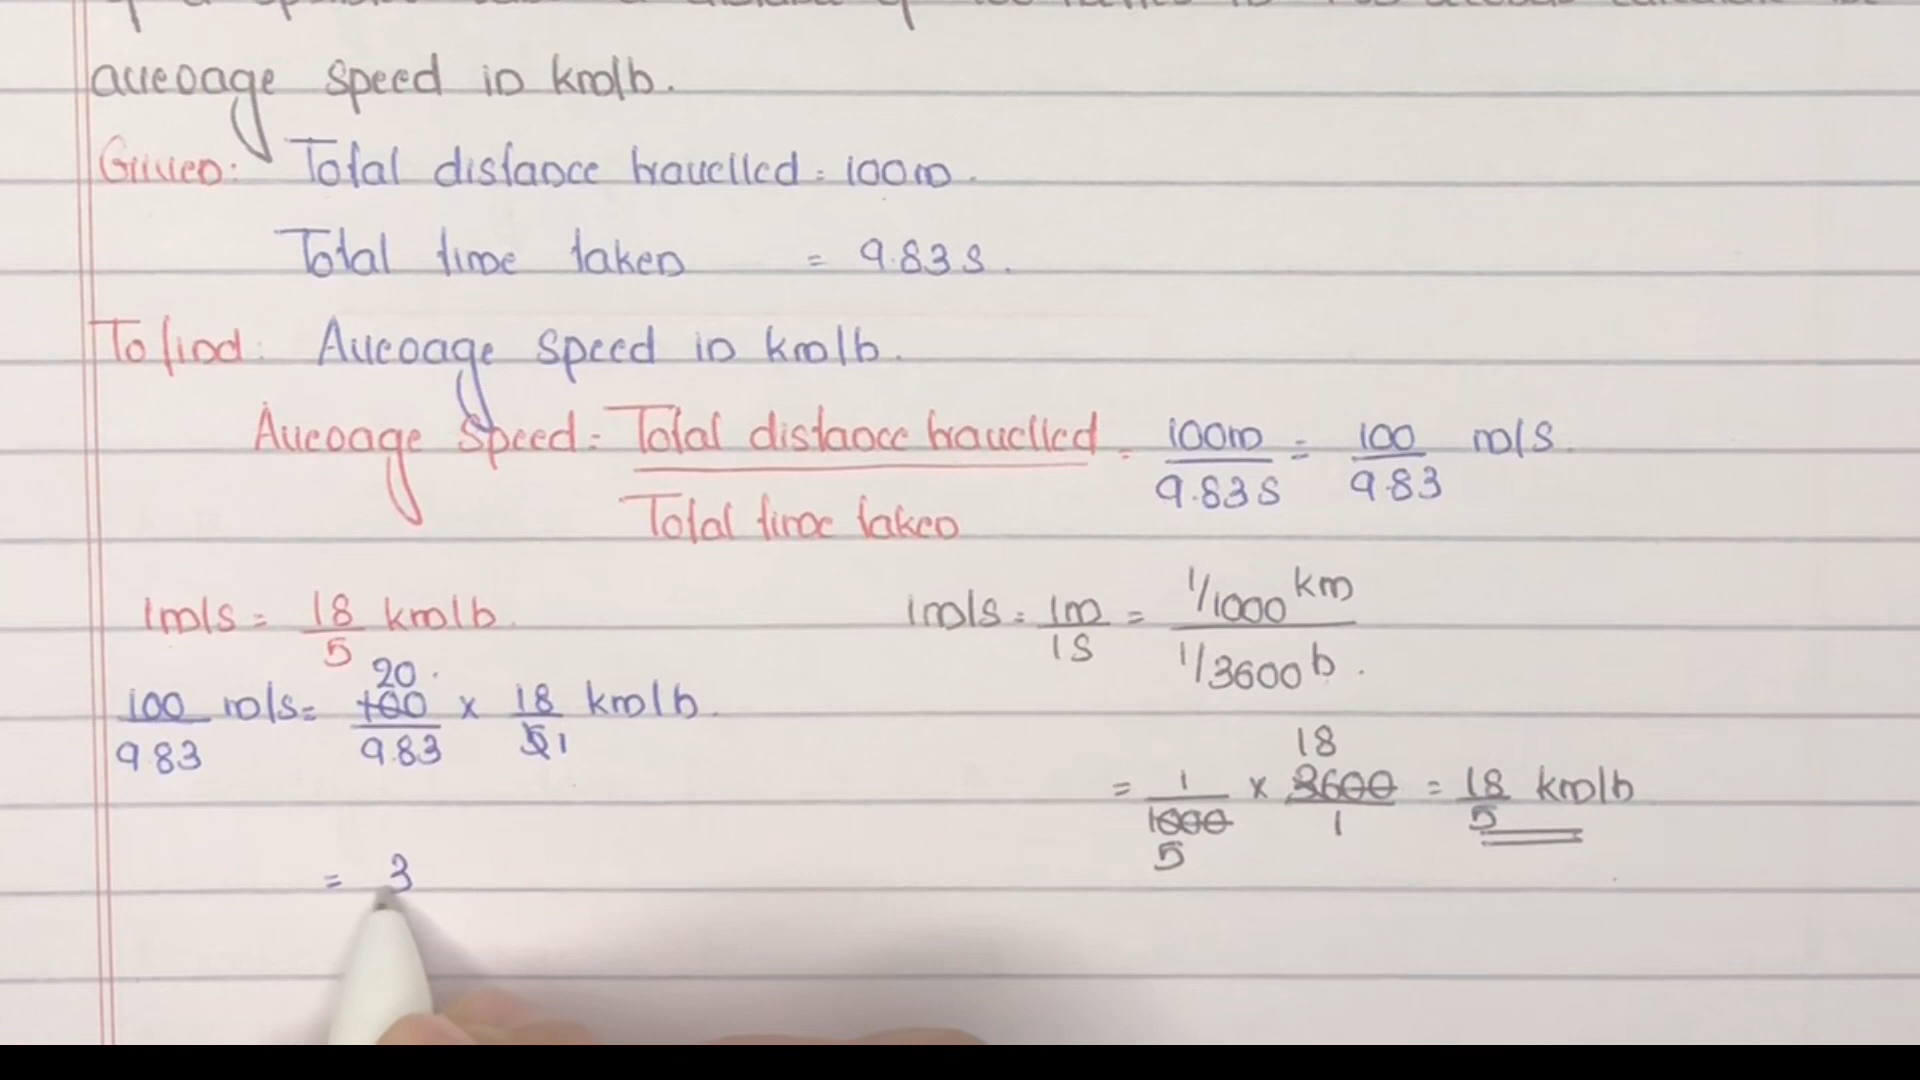 average speed in km/h.
Given: Total distance travelled = 100m.
Total time taken = 9.83 s.
To find: Average speed in km/h.
Average speed = Total distance travelled / Total time taken = 100m / 9.83s = 100 / 9.83 m/s.
1m/s = 18/5 km/h.
1m/s = 1m / 1s = 1/1000 km / 1/3600 h.
20
100/9.83 m/s = 100/9.83 x 18/5 1 km/h.
18
= 1/1000 x 3600/1 = 18/5 km/h
5
= 3